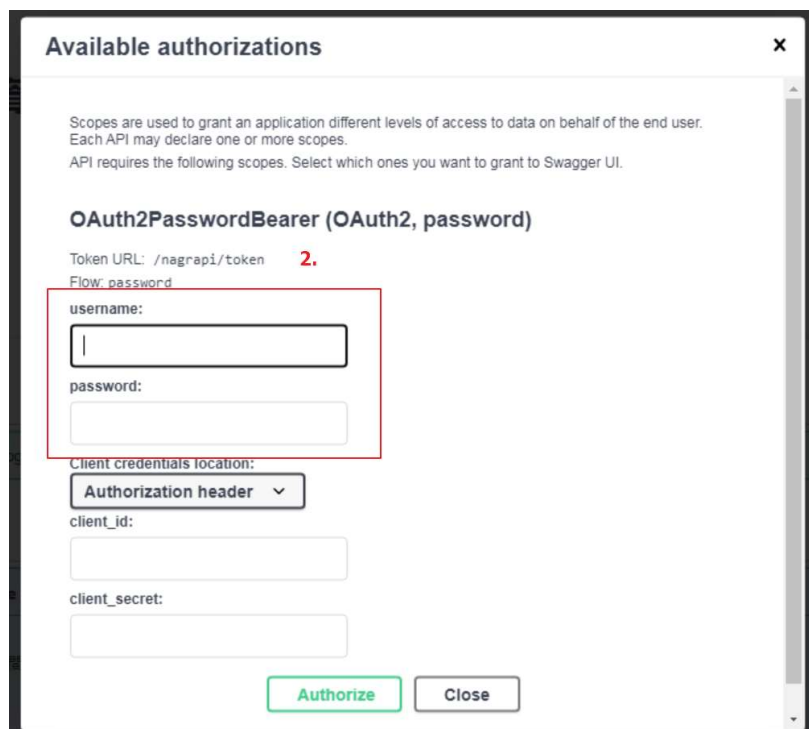 Available authorizations
×
Scopes are used to grant an application different levels of access to data on behalf of the end user.
Each API may declare one or more scopes.
API requires the following scopes. Select which ones you want to grant to Swagger UI.
OAuth2PasswordBearer (OAuth2, password)
Token URL: /nagrapi/token 2.
Flow: password
username:
password:
Client credentials location:
Authorization header
client_id:
client_secret:
Authorize Close